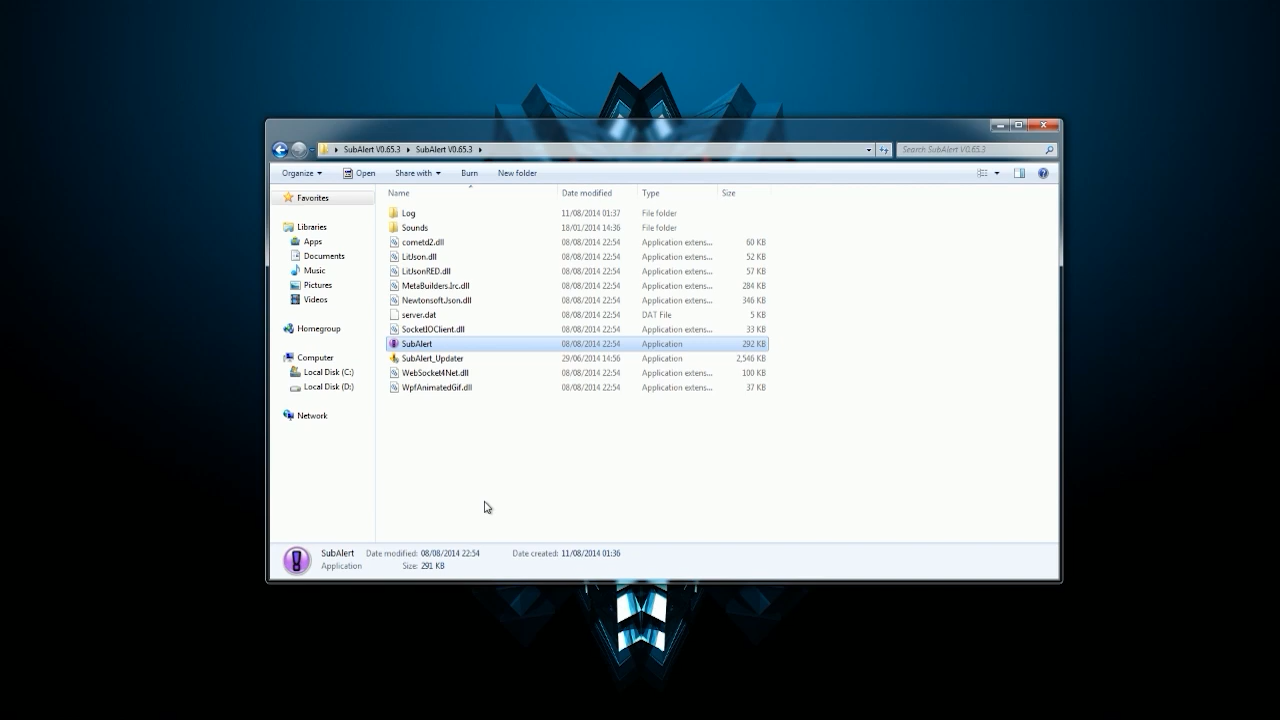 SubAlert V0.65.3 SubAlert V0.65.3 Search SubAlert V0.65.3
Organize Open Share with Burn New folder
Name Date modified Type Size
Favorites
Libraries
Apps
Documents
Music
Pictures
Videos
Homegroup
Computer
Local Disk (C:)
Local Disk (D:)
Network
Log 11/08/2014 01:37 File folder
Sounds 18/01/2014 14:36 File folder
cometd2.dll 08/08/2014 22:54 Application extens... 60 KB
LitJson.dll 08/08/2014 22:54 Application extens... 52 KB
LitJsonRED.dll 08/08/2014 22:54 Application extens... 57 KB
MetaBuilders.Irc.dll 08/08/2014 22:54 Application extens... 284 KB
Newtonsoft.Json.dll 08/08/2014 22:54 Application extens... 346 KB
server.dat 08/08/2014 22:54 DAT File 5 KB
SocketIOClient.dll 08/08/2014 22:54 Application extens... 33 KB
SubAlert 08/08/2014 22:54 Application 292 KB
SubAlert_Updater 29/06/2014 14:56 Application 2,546 KB
WebSocket4Net.dll 08/08/2014 22:54 Application extens... 100 KB
WpfAnimatedGif.dll 08/08/2014 22:54 Application extens... 37 KB
SubAlert Date modified: 08/08/2014 22:54 Date created: 11/08/2014 01:36
Application Size: 291 KB